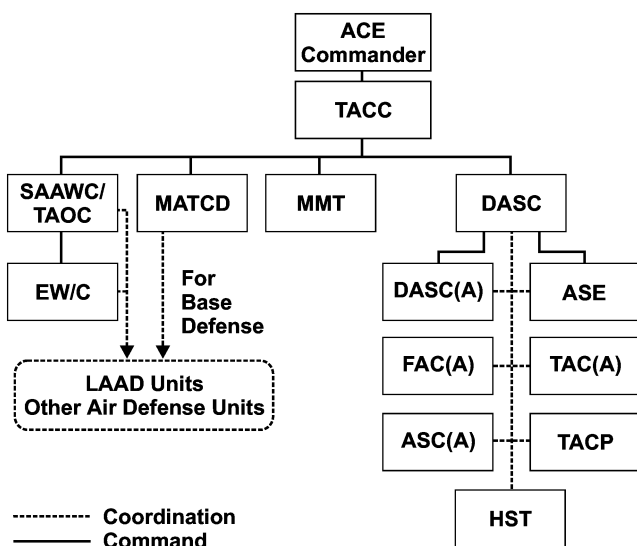 ACE
Commander
TACC
SAAWC/
TAOC
MATCD
MMT
DASC
EW/C
For
Base
Defense
DASC(A)
ASE
LAAD Units
Other Air Defense Units
FAC(A)
TAC(A)
ASC(A)
TACP
HST
Coordination
Command